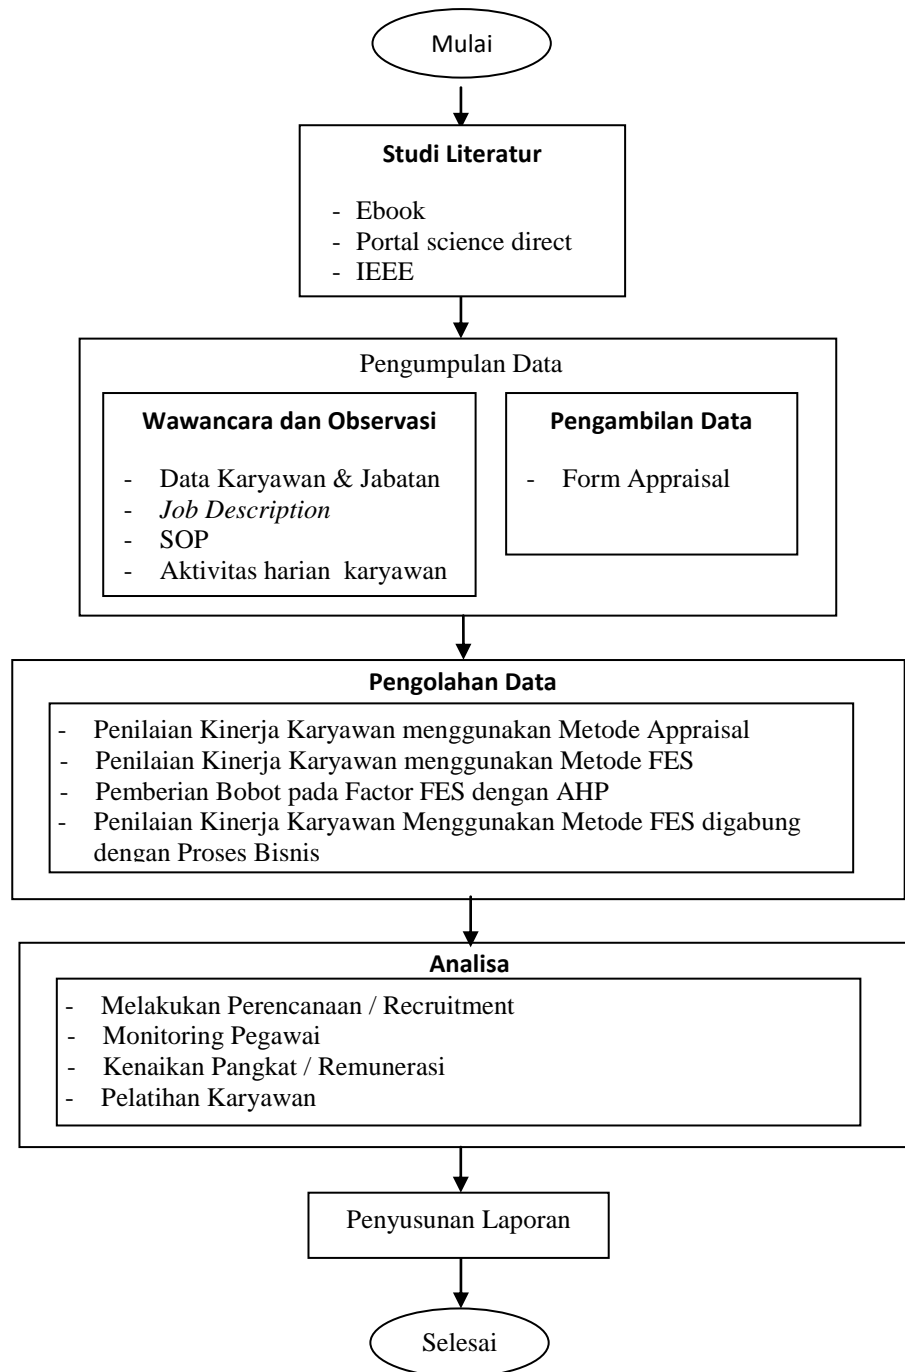 Mulai
Studi Literatur
- Ebook
- Portal science direct
- IEEE
Pengumpulan Data
Wawancara dan Observasi
- Data Karyawan & Jabatan
- Job Description
- SOP
- Aktivitas harian karyawan
Pengambilan Data
- Form Appraisal
Pengolahan Data
- Penilaian Kinerja Karyawan menggunakan Metode Appraisal
- Penilaian Kinerja Karyawan menggunakan Metode FES
- Pemberian Bobot pada Factor FES dengan AHP
- Penilaian Kinerja Karyawan Menggunakan Metode FES digabung
dengan Proses Bisnis
Analisa
- Melakukan Perencanaan / Recruitment
- Monitoring Pegawai
- Kenaikan Pangkat / Remunerasi
- Pelatihan Karyawan
Penyusunan Laporan
Selesai